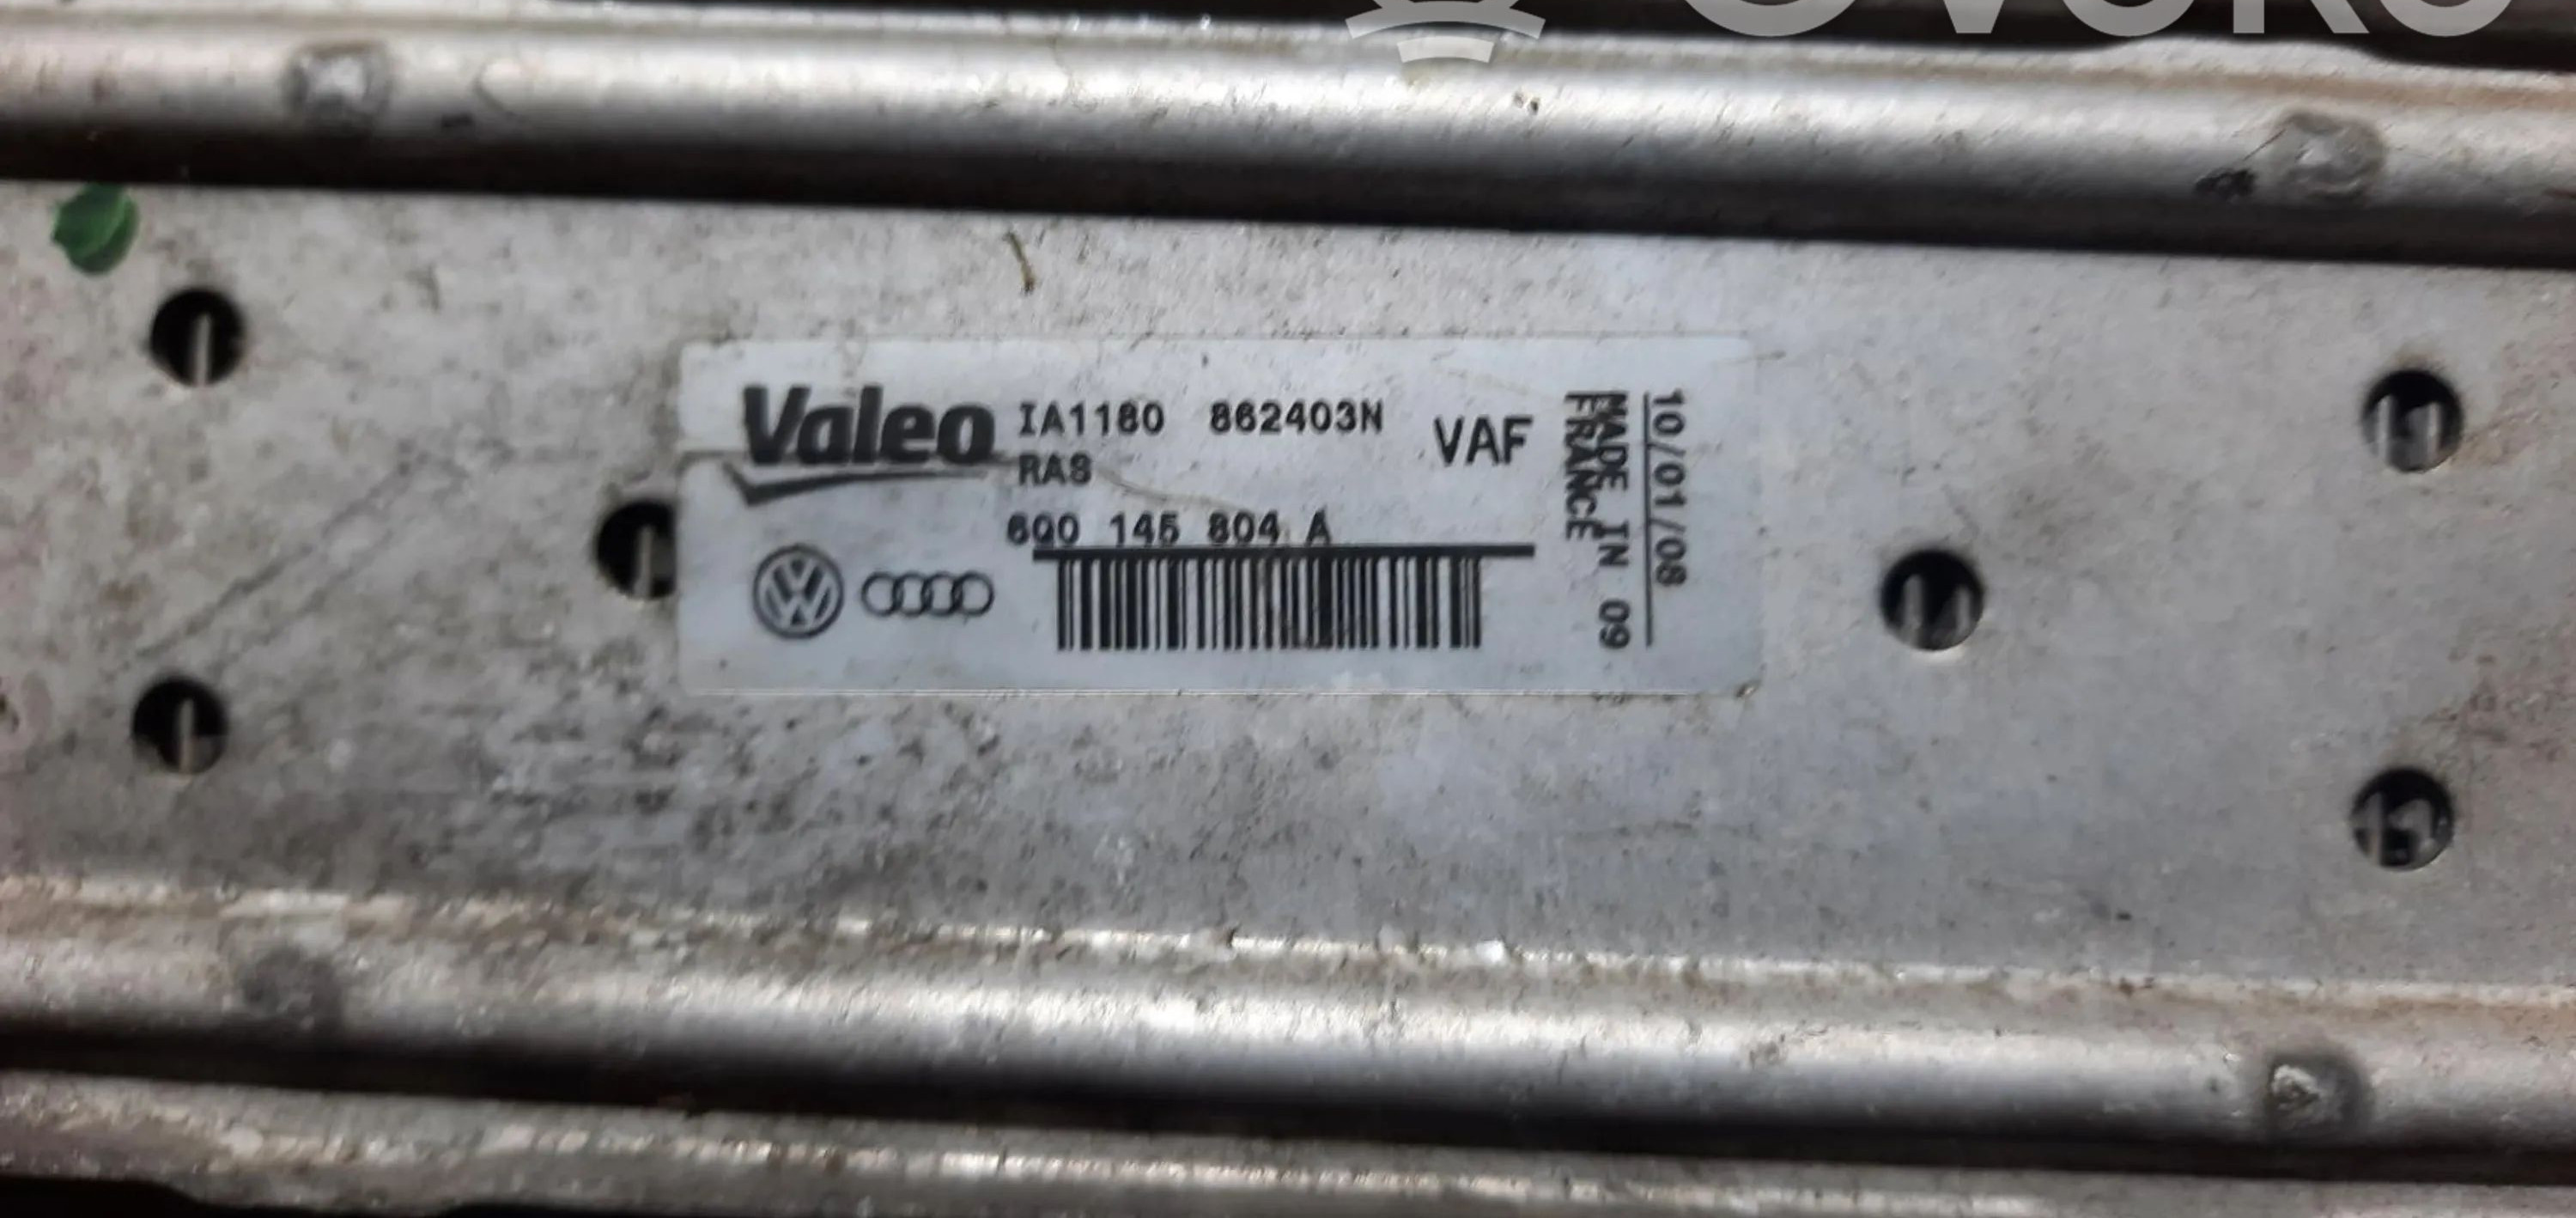 Valeo IA1180 862403N VAF
RAS
6Q0 145 804 A
10/01/08
MADE IN 09
FRANCE